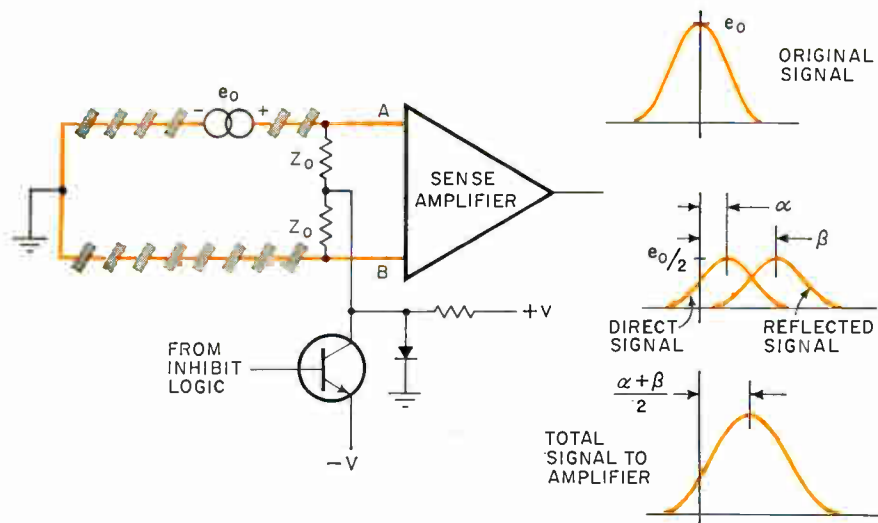 e₀
− +
A
Z₀
Z₀
B
SENSE
AMPLIFIER
+V
FROM
INHIBIT
LOGIC
−V
e₀
ORIGINAL
SIGNAL
α
β
e₀/2
DIRECT
SIGNAL
REFLECTED
SIGNAL
α+β
2
TOTAL
SIGNAL TO
AMPLIFIER